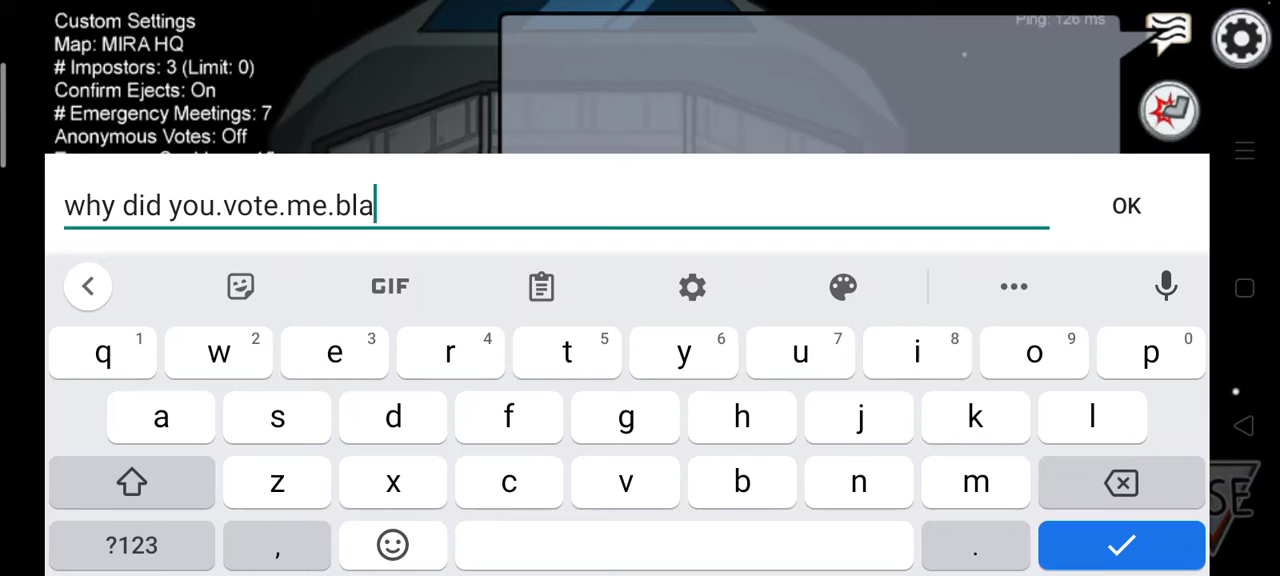 Custom Settings
Map: MIRA HQ
# Impostors: 3 (Limit: 0)
Confirm Ejects: On
# Emergency Meetings: 7
Anonymous Votes: Off
Ping: 126 ms
why did you.vote.me.bla
OK
GIF
q 1 w 2 e 3 r 4 t 5 y 6 u 7 i 8 o 9 p 0
a s d f g h j k l
z x c v b n m
?123 , .